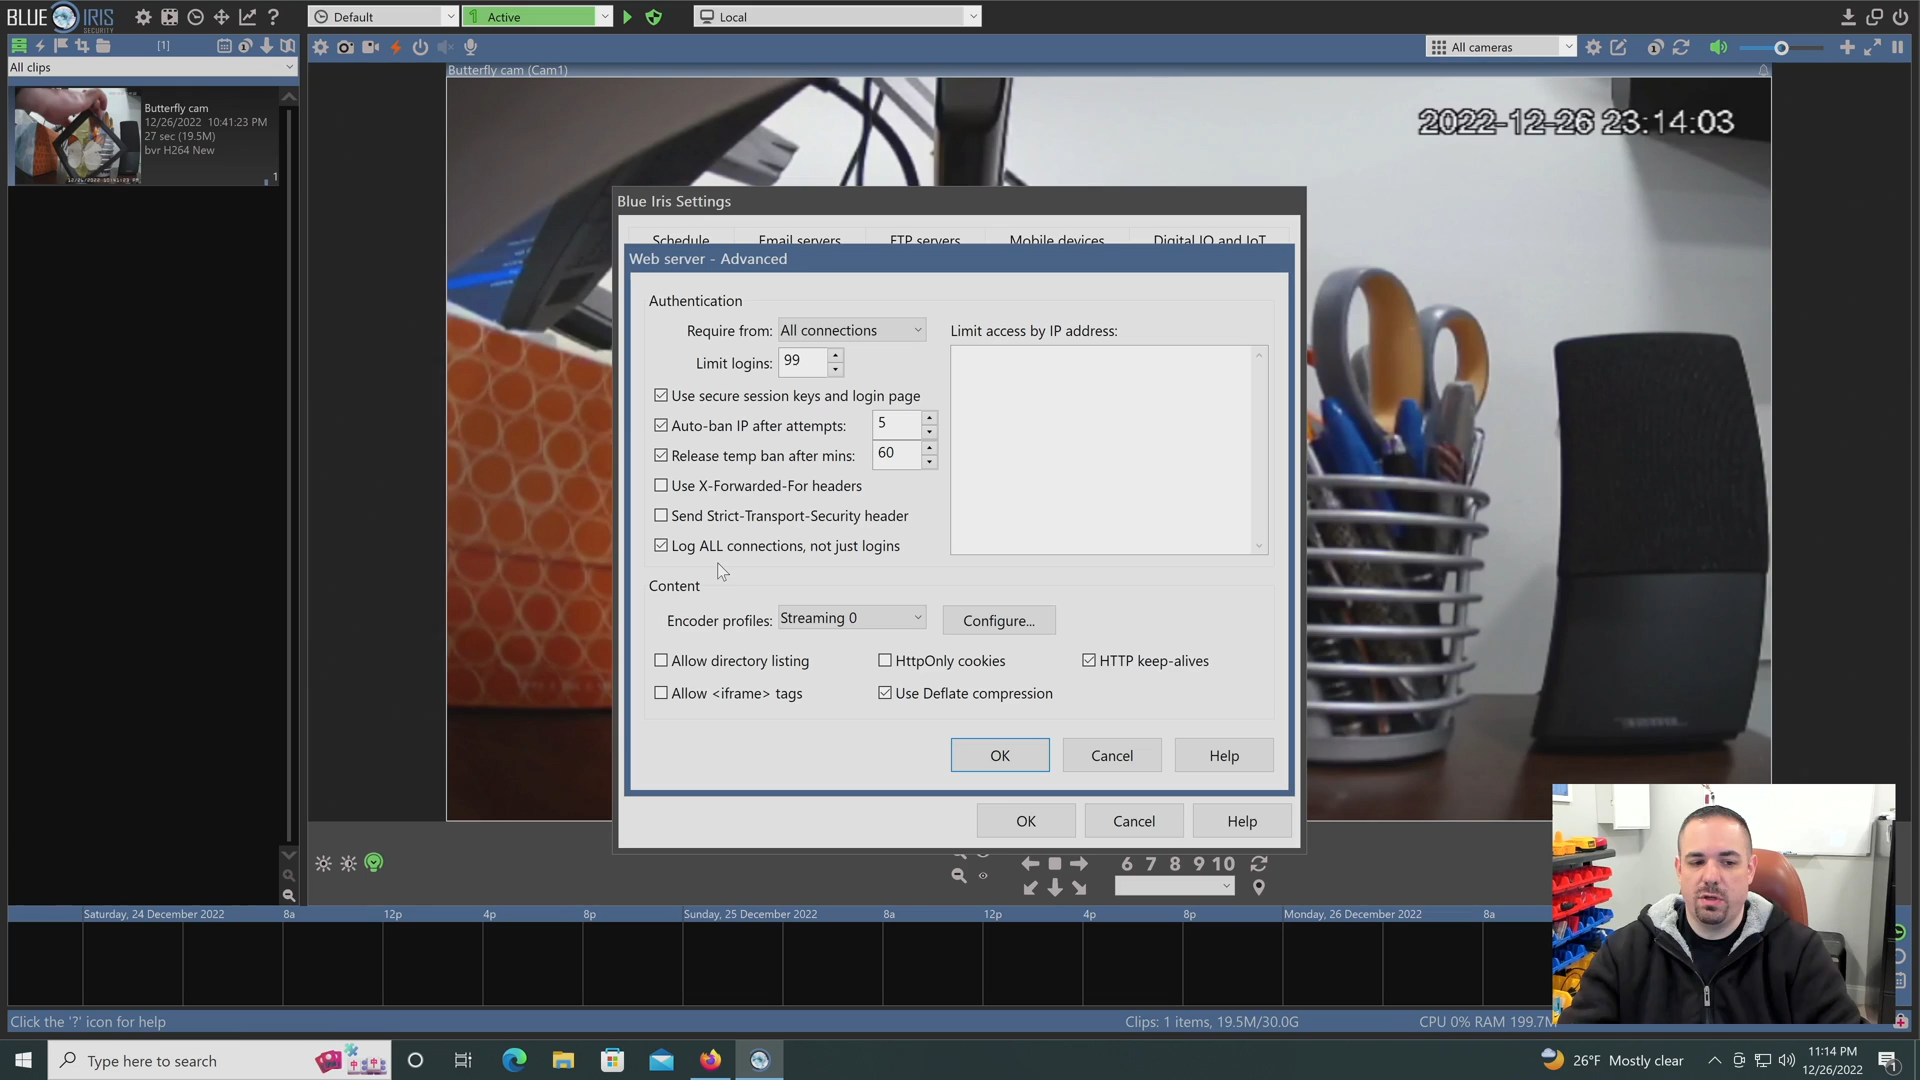 BLUE IRIS
SECURITY
Default
1 Active
Local
[1]
All cameras
All clips
Butterfly cam
12/26/2022 10:41:23 PM
27 sec (19.5M)
bvr H264 New
1
Butterfly cam (Cam1)
2022-12-26 23:14:03
Blue Iris Settings
Schedule Email servers FTP servers Mobile devices Digital IO and IoT
Web server - Advanced
Authentication
Require from: All connections
Limit access by IP address:
Limit logins: 99
Use secure session keys and login page
Auto-ban IP after attempts: 5
Release temp ban after mins: 60
Use X-Forwarded-For headers
Send Strict-Transport-Security header
Log ALL connections, not just logins
Content
Encoder profiles: Streaming 0 Configure...
Allow directory listing HttpOnly cookies HTTP keep-alives
Allow <iframe> tags Use Deflate compression
OK Cancel Help
OK Cancel Help
6 7 8 9 10
Saturday, 24 December 2022 8a 12p 4p 8p Sunday, 25 December 2022 8a 12p 4p 8p Monday, 26 December 2022 8a
Click the '?' icon for help
Clips: 1 items, 19.5M/30.0G
CPU 0% RAM 199.7M
Type here to search
26°F Mostly clear
11:14 PM
12/26/2022
1